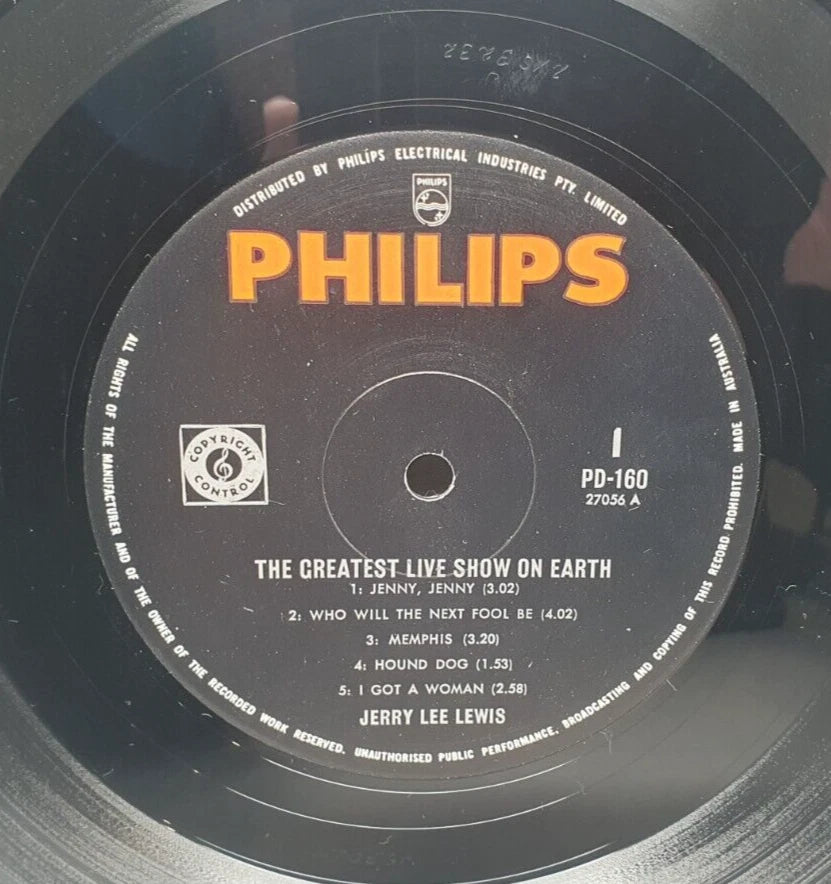 DISTRIBUTED BY PHILIPS ELECTRICAL INDUSTRIES PTY. LIMITED
PHILIPS
PHILIPS
COPYRIGHT
CONTROL
I
PD-160
27056 A
THE GREATEST LIVE SHOW ON EARTH
1: JENNY, JENNY (3.02)
2: WHO WILL THE NEXT FOOL BE (4.02)
3: MEMPHIS (3.20)
4: HOUND DOG (1.53)
5: I GOT A WOMAN (2.58)
JERRY LEE LEWIS
ALL RIGHTS OF THE MANUFACTURER AND OF THE OWNER OF THE RECORDED WORK RESERVED. UNAUTHORISED PUBLIC PERFORMANCE, BROADCASTING AND COPYING OF THIS RECORD PROHIBITED. MADE IN AUSTRALIA